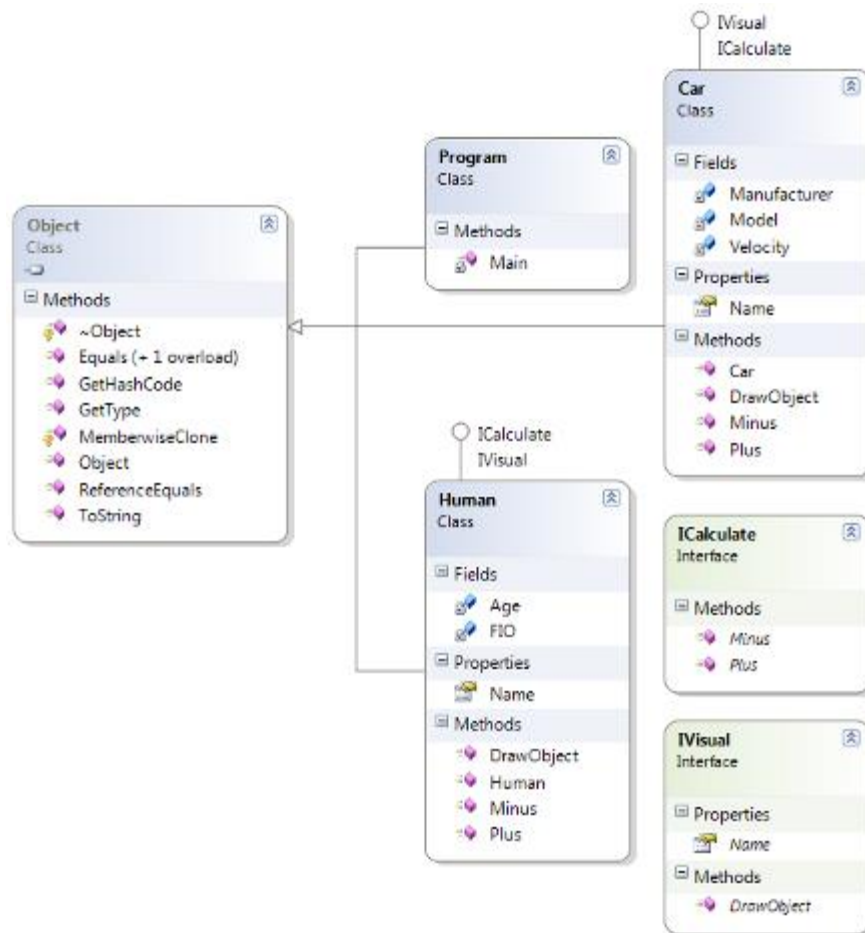 IVisual
ICalculate
Car
Class
Fields
Manufacturer
Model
Velocity
Properties
Name
Methods
Car
DrawObject
Minus
Plus
Program
Class
Methods
Main
Object
Class
Methods
~Object
Equals (+ 1 overload)
GetHashCode
GetType
MemberwiseClone
Object
ReferenceEquals
ToString
ICalculate
IVisual
Human
Class
Fields
Age
FIO
Properties
Name
Methods
DrawObject
Human
Minus
Plus
ICalculate
Interface
Methods
Minus
Plus
IVisual
Interface
Properties
Name
Methods
DrawObject